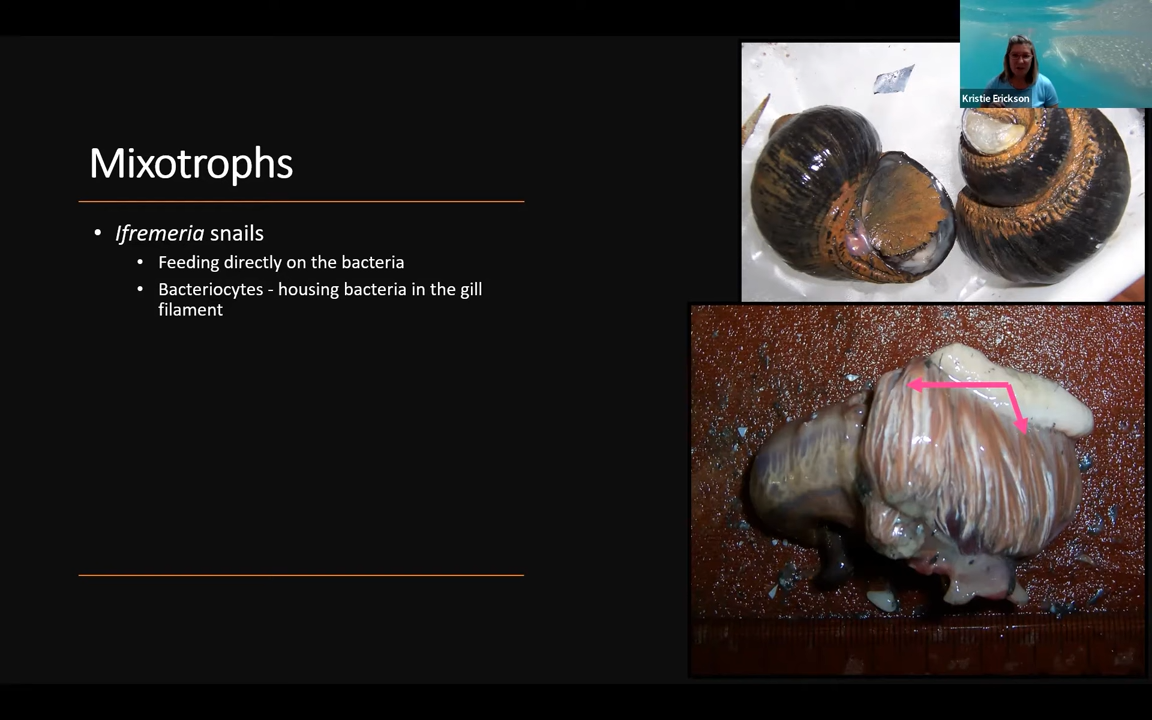 Kristie Erickson
Mixotrophs
• Ifremeria snails
• Feeding directly on the bacteria
• Bacteriocytes - housing bacteria in the gill
filament